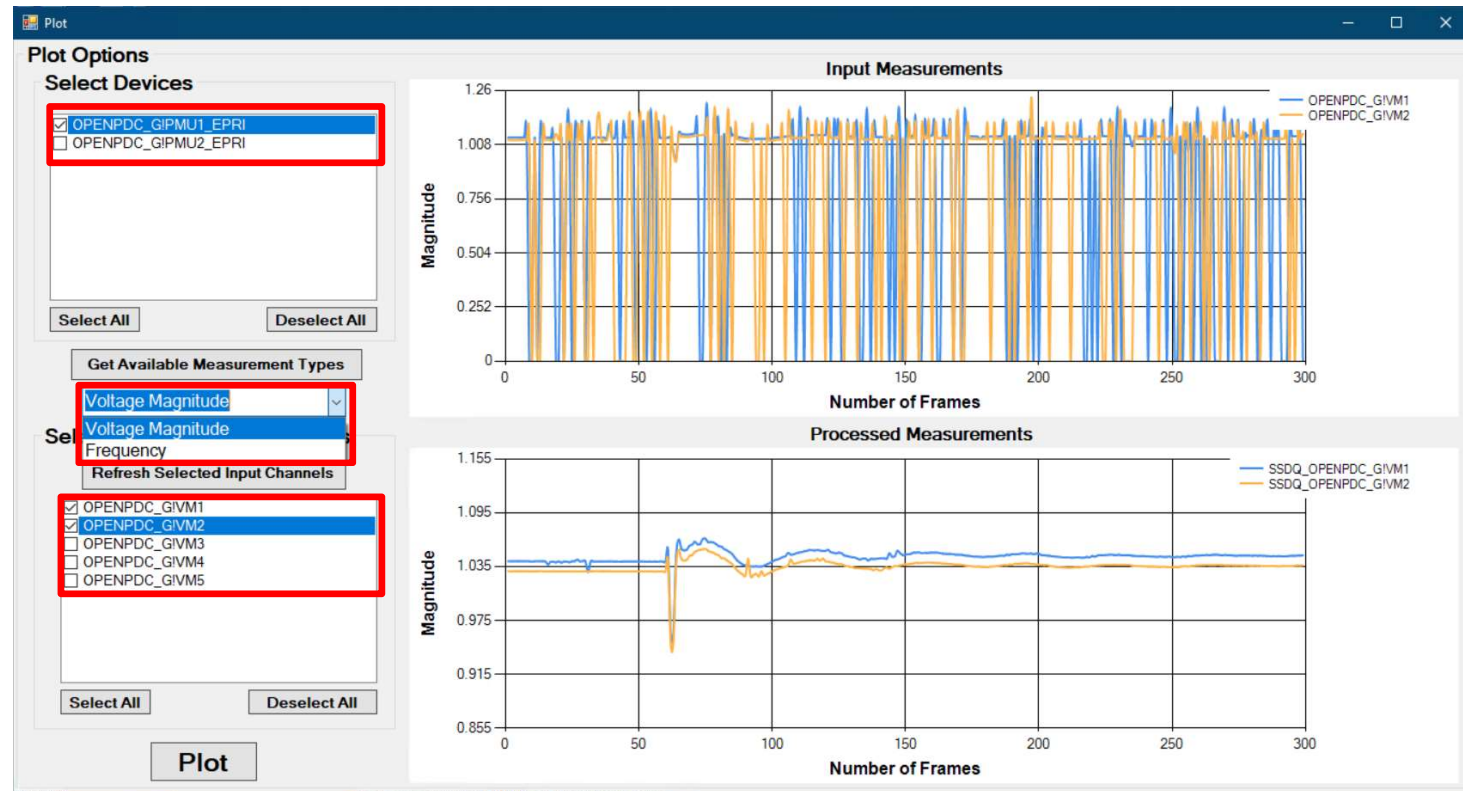 Plot
Plot Options
Select Devices
OPENPDC_G!PMU1_EPRI
OPENPDC_G!PMU2_EPRI
Select All
Deselect All
Get Available Measurement Types
Voltage Magnitude
Voltage Magnitude
Frequency
Sel
Refresh Selected Input Channels
OPENPDC_G!VM1
OPENPDC_G!VM2
OPENPDC_G!VM3
OPENPDC_G!VM4
OPENPDC_G!VM5
Select All
Deselect All
Plot
Input Measurements
OPENPDC_G!VM1
OPENPDC_G!VM2
Magnitude
1.26
1.008
0.756
0.504
0.252
0
0 50 100 150 200 250 300
Number of Frames
Processed Measurements
SSDQ_OPENPDC_G!VM1
SSDQ_OPENPDC_G!VM2
Magnitude
1.155
1.095
1.035
0.975
0.915
0.855
0 50 100 150 200 250 300
Number of Frames